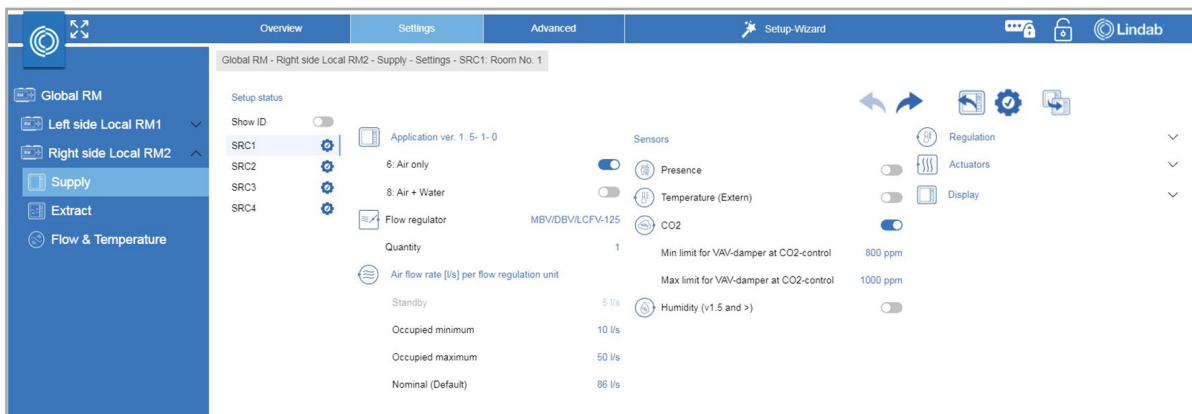 Overview
Settings
Advanced
Setup-Wizard
Lindab
Global RM - Right side Local RM2 - Supply - Settings - SRC1: Room No. 1
Global RM
Left side Local RM1
Right side Local RM2
Supply
Extract
Flow & Temperature
Setup status
Show ID
SRC1
SRC2
SRC3
SRC4
Application ver. 1. 5- 1- 0
6: Air only
8: Air + Water
Flow regulator MBV/DBV/LCFV-125
Quantity 1
Air flow rate [l/s] per flow regulation unit
Standby 5 l/s
Occupied minimum 10 l/s
Occupied maximum 50 l/s
Nominal (Default) 86 l/s
Sensors
Presence
Temperature (Extern)
CO2
Min limit for VAV-damper at CO2-control 800 ppm
Max limit for VAV-damper at CO2-control 1000 ppm
Humidity (v1.5 and >)
Regulation
Actuators
Display